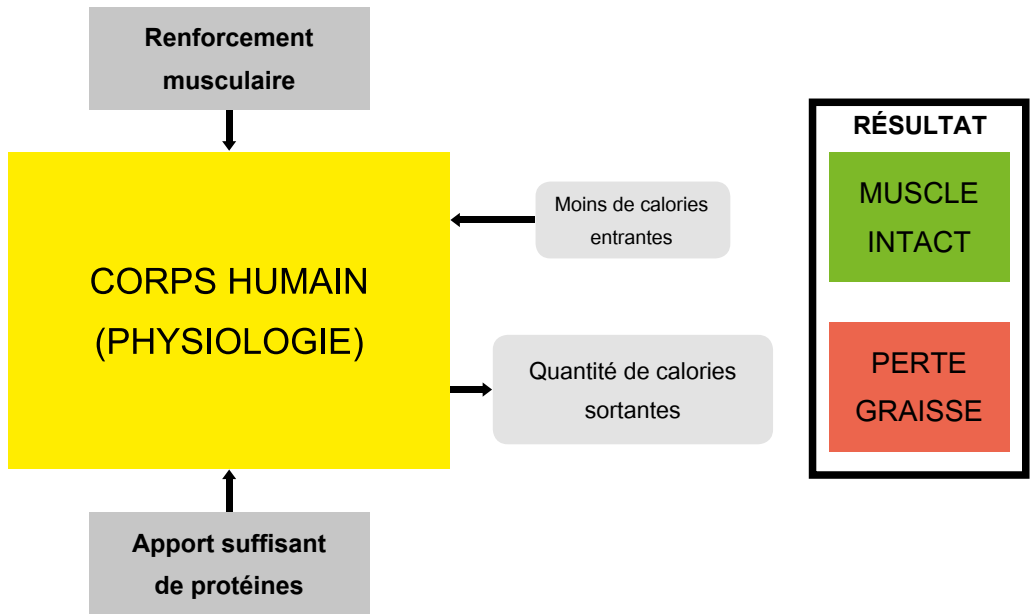 Renforcement
musculaire
CORPS HUMAIN
(PHYSIOLOGIE)
Moins de calories
entrantes
Quantité de calories
sortantes
Apport suffisant
de protéines
RÉSULTAT
MUSCLE
INTACT
PERTE
GRAISSE